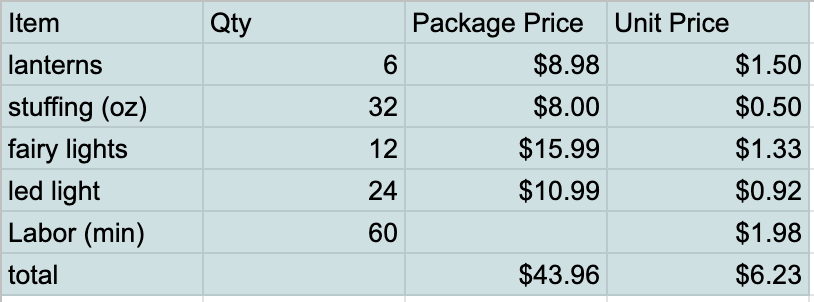 Item Qty Package Price Unit Price
lanterns 6 $8.98 $1.50
stuffing (oz) 32 $8.00 $0.50
fairy lights 12 $15.99 $1.33
led light 24 $10.99 $0.92
Labor (min) 60 $1.98
total $43.96 $6.23